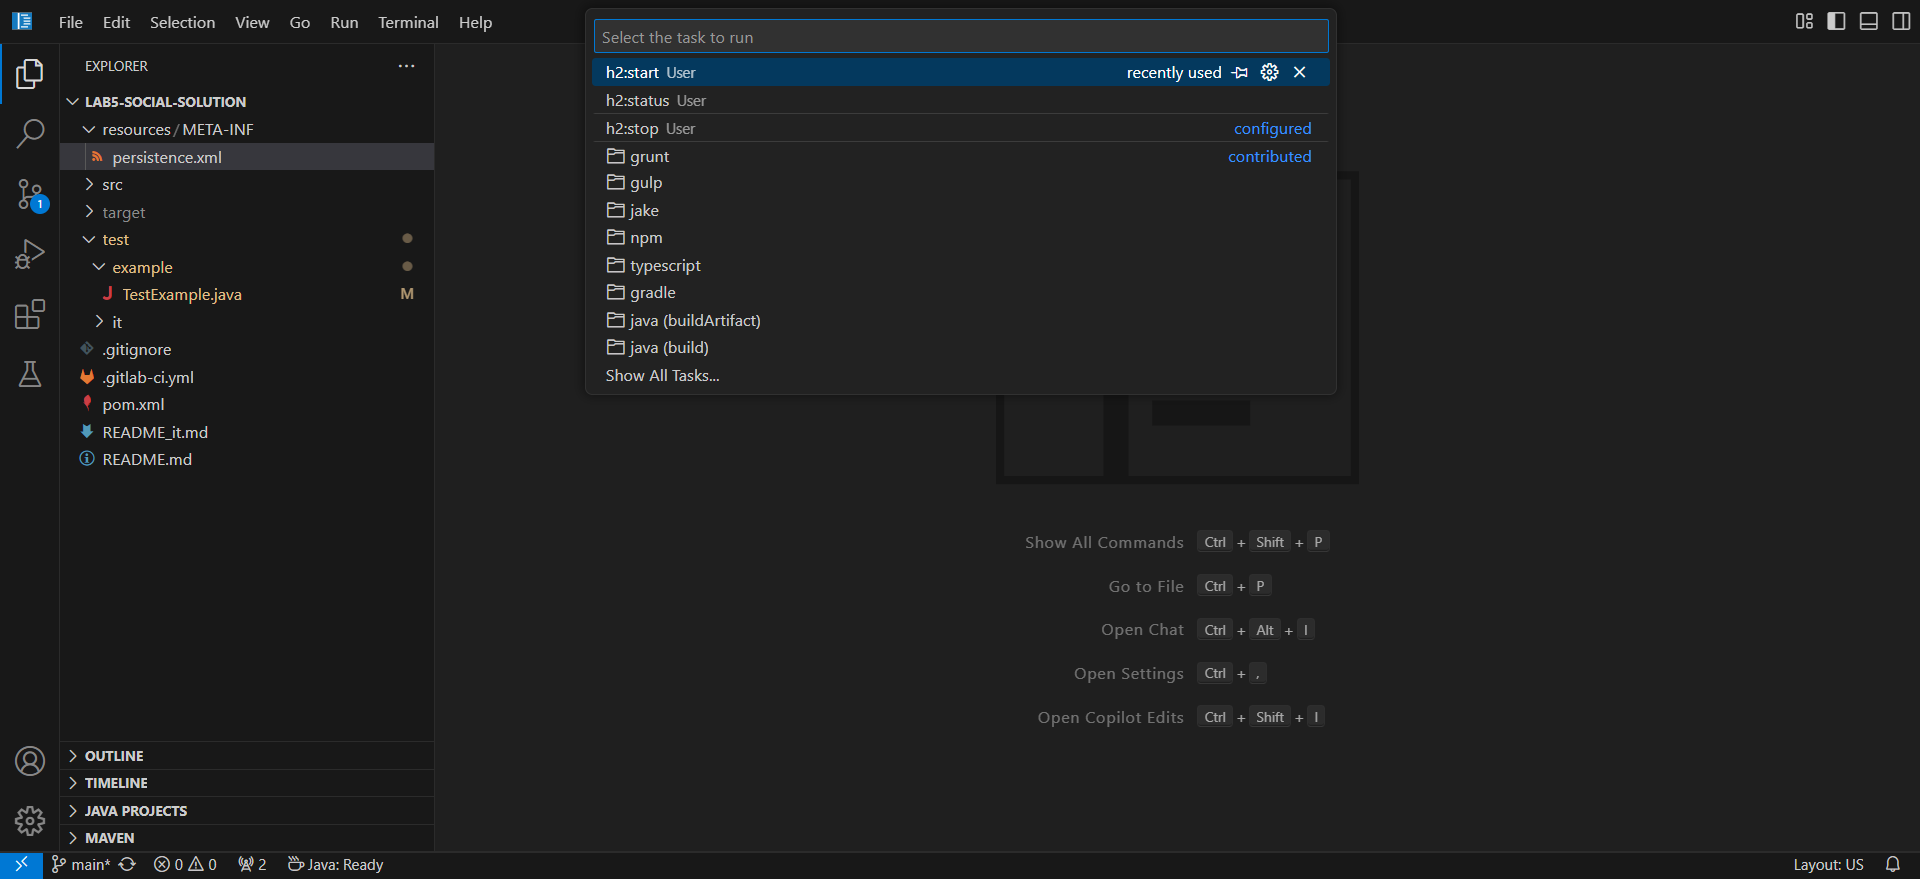 File Edit Selection View Go Run Terminal Help
EXPLORER
LAB5-SOCIAL-SOLUTION
resources / META-INF
persistence.xml
src
target
test
example
TestExample.java M
it
.gitignore
.gitlab-ci.yml
pom.xml
README_it.md
README.md
OUTLINE
TIMELINE
JAVA PROJECTS
MAVEN
1
Select the task to run
h2:start User recently used
h2:status User
h2:stop User configured
grunt contributed
gulp
jake
npm
typescript
gradle
java (buildArtifact)
java (build)
Show All Tasks...
Show All Commands Ctrl + Shift + P
Go to File Ctrl + P
Open Chat Ctrl + Alt + I
Open Settings Ctrl + ,
Open Copilot Edits Ctrl + Shift + I
main* 0 0 2 Java: Ready Layout: US